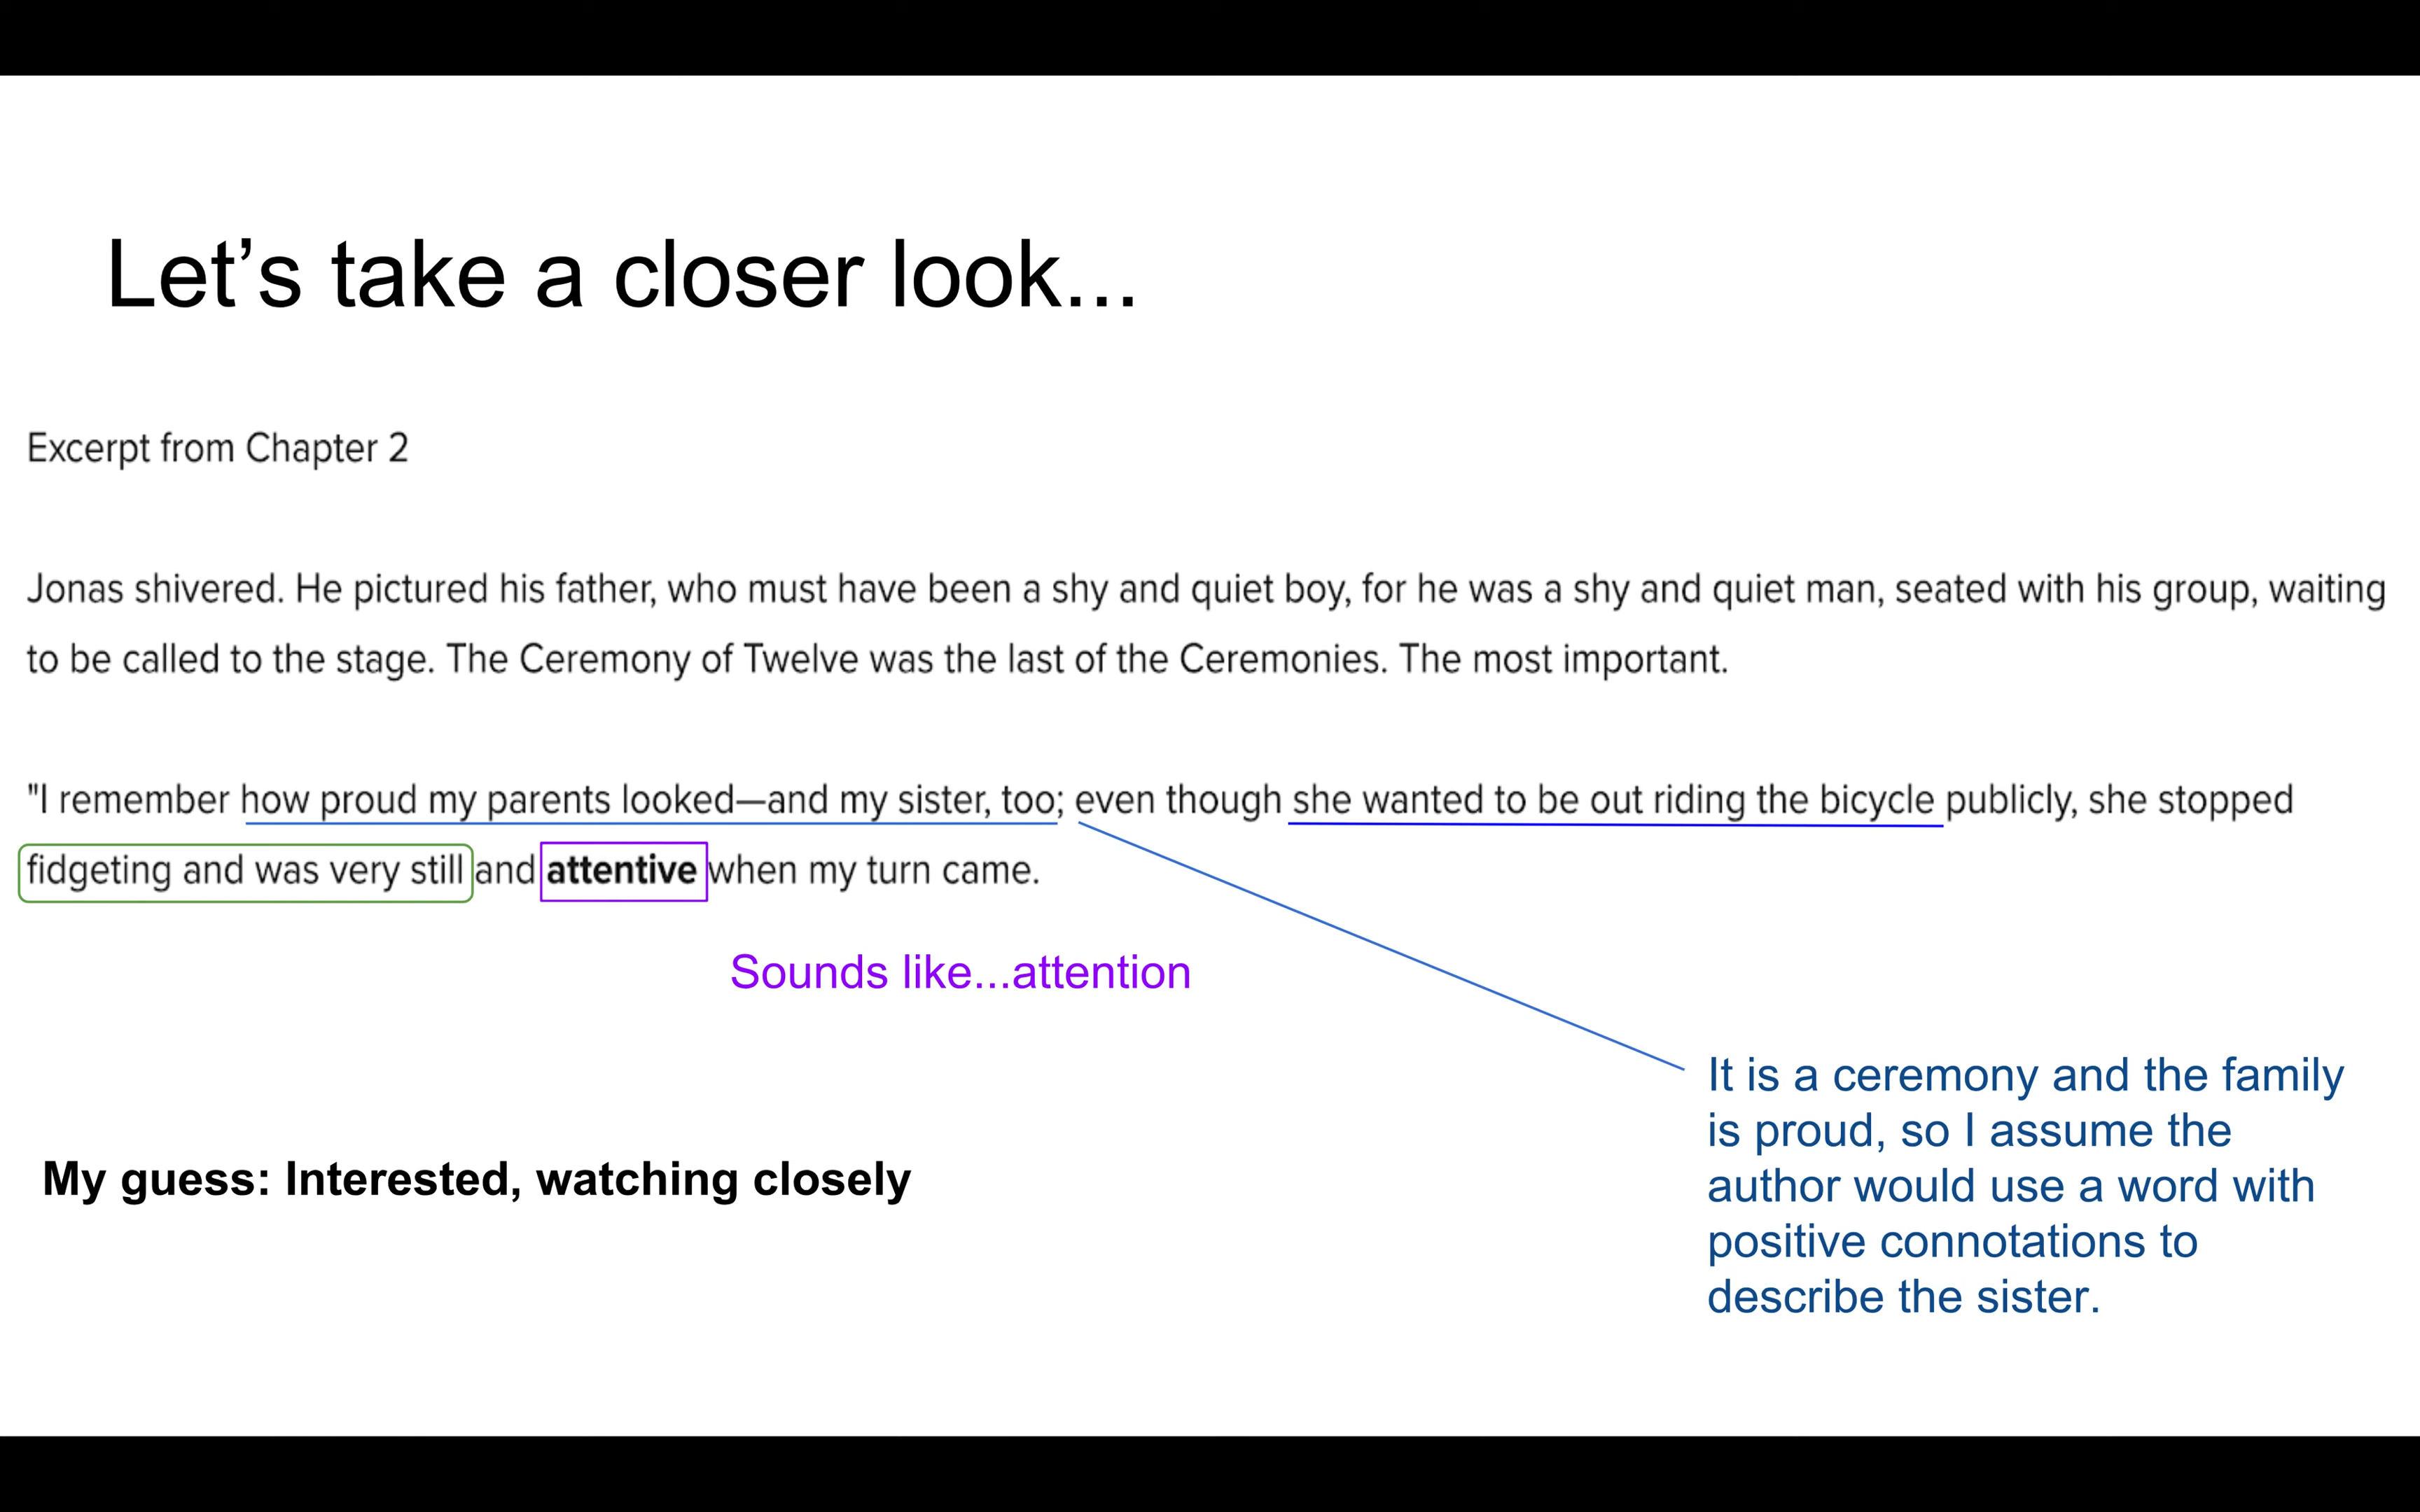 Let’s take a closer look...
Excerpt from Chapter 2
Jonas shivered. He pictured his father, who must have been a shy and quiet boy, for he was a shy and quiet man, seated with his group, waiting
to be called to the stage. The Ceremony of Twelve was the last of the Ceremonies. The most important.
"I remember how proud my parents looked—and my sister, too; even though she wanted to be out riding the bicycle publicly, she stopped
fidgeting and was very still and attentive when my turn came.
Sounds like...attention
It is a ceremony and the family
is proud, so I assume the
author would use a word with
positive connotations to
describe the sister.
My guess: Interested, watching closely